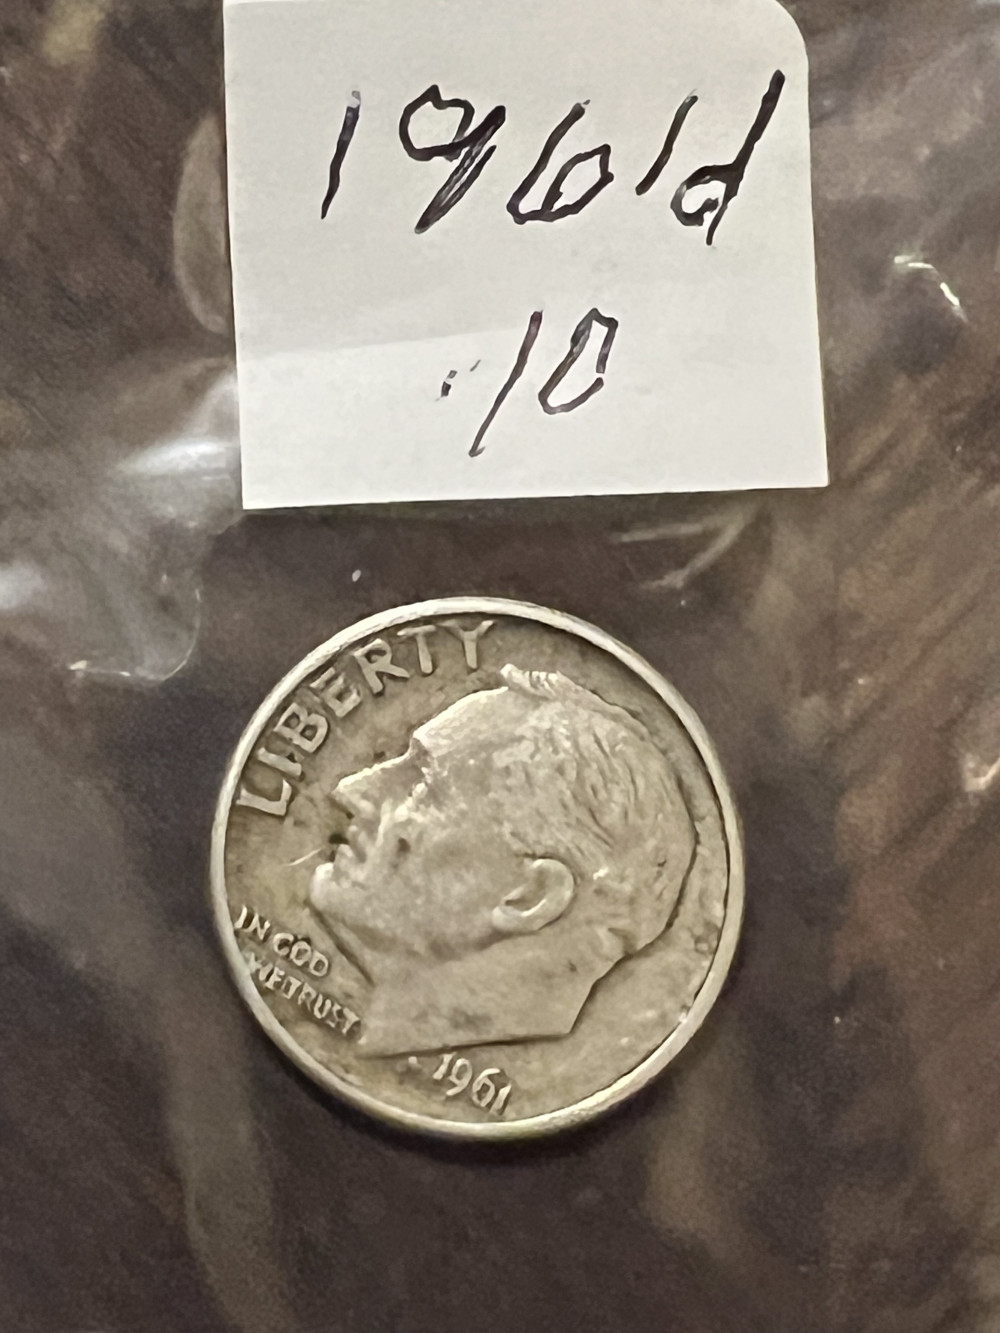 1961d
.10
LIBERTY
IN GOD
WE TRUST
1961